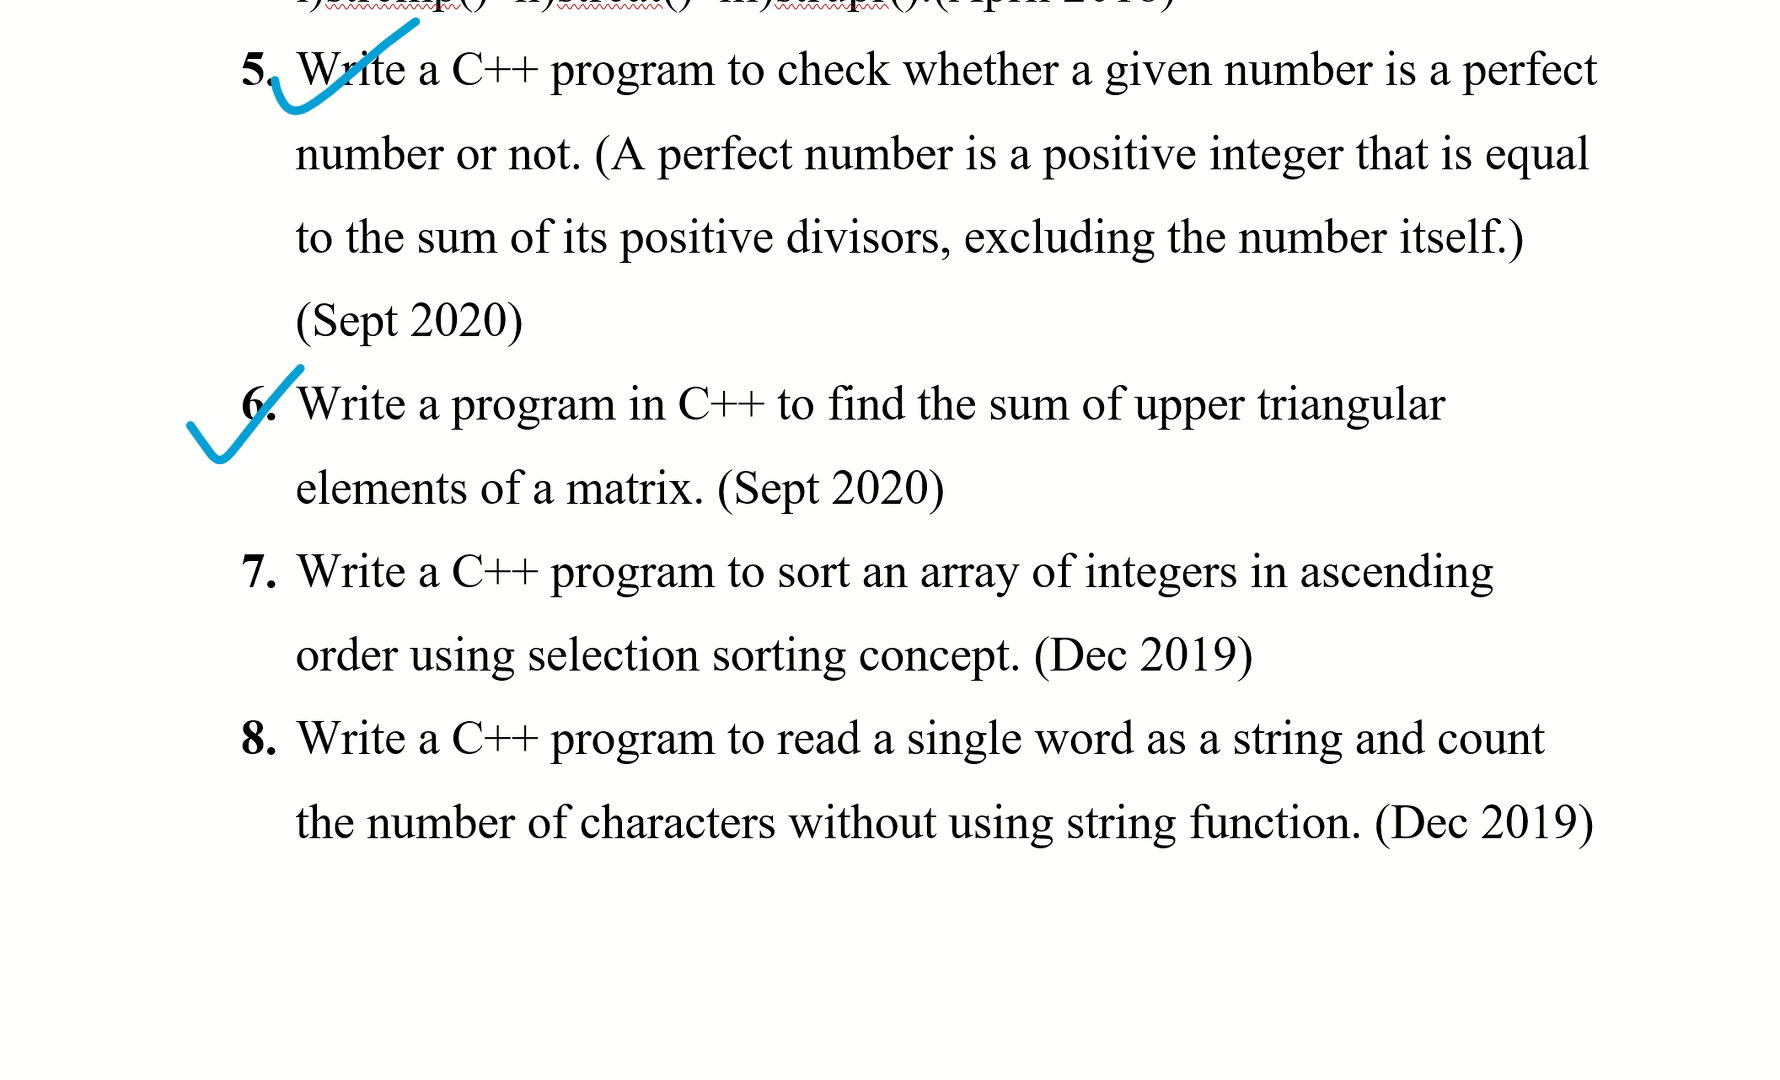 5. Write a C++ program to check whether a given number is a perfect
number or not. (A perfect number is a positive integer that is equal
to the sum of its positive divisors, excluding the number itself.)
(Sept 2020)
6. Write a program in C++ to find the sum of upper triangular
elements of a matrix. (Sept 2020)
7. Write a C++ program to sort an array of integers in ascending
order using selection sorting concept. (Dec 2019)
8. Write a C++ program to read a single word as a string and count
the number of characters without using string function. (Dec 2019)